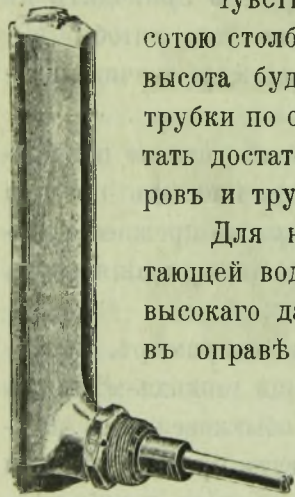 сотою столб
высота буд
трубки по с
тать достат
ровъ и тру
Для н
тающей вод
высокаго да
въ оправѣ